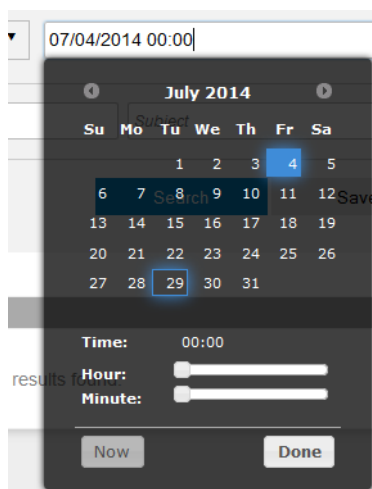 07/04/2014 00:00
July 2014
Subject
Su Mo Tu We Th Fr Sa
1 2 3 4 5
6 7 8 9 10 11 12
Search Save
13 14 15 16 17 18 19
20 21 22 23 24 25 26
27 28 29 30 31
Time: 00:00
results found.
Hour:
Minute:
Now Done